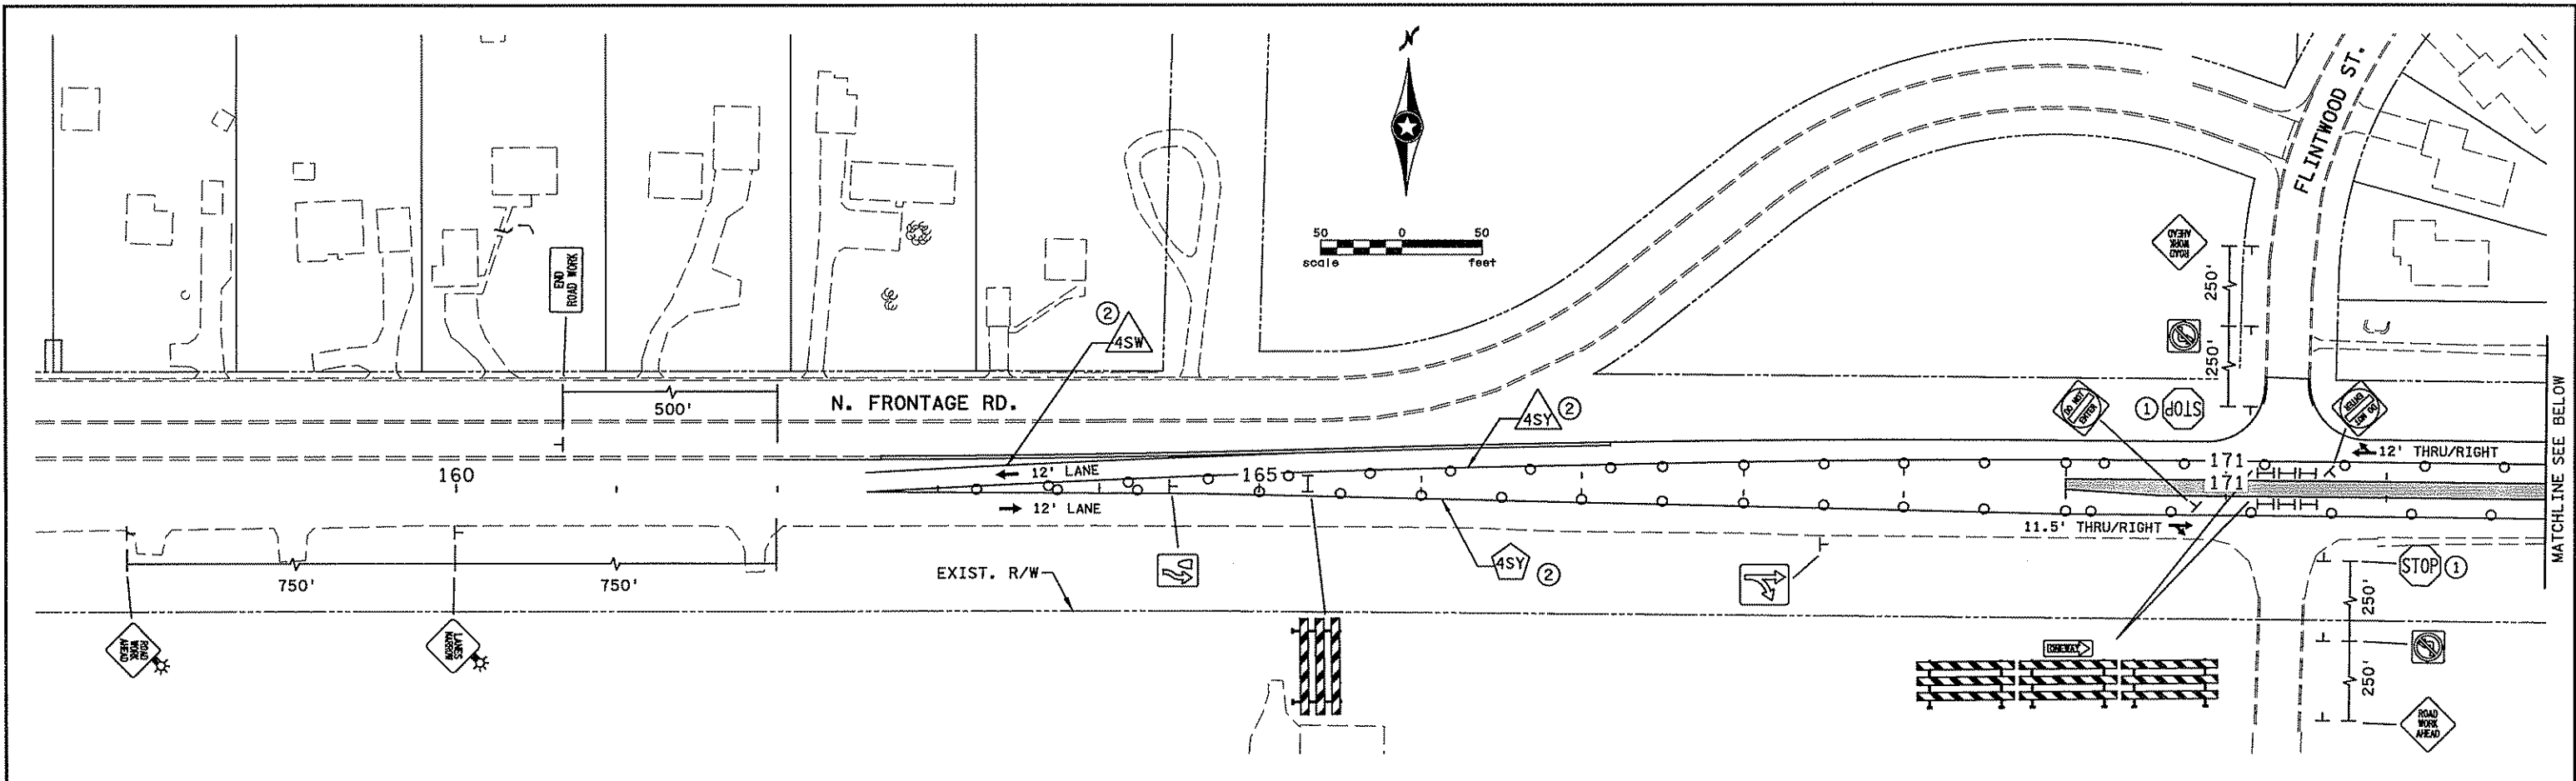 N
50 0 50
scale feet
FLINTWOOD ST.
ROAD
WORK
AHEAD
250'
250'
END
ROAD WORK
500'
N. FRONTAGE RD.
2
4SW
4SY
2
DO NOT
ENTER
1
STOP
DO NOT
ENTER
MATCHLINE SEE BELOW
12' LANE
165
171
12' THRU/RIGHT
160
171
12' LANE
11.5' THRU/RIGHT
4SY
2
EXIST. R/W
750'
750'
STOP
1
250'
250'
ROAD
WORK
AHEAD
LANES
NARROW
ONE WAY
ROAD
WORK
AHEAD